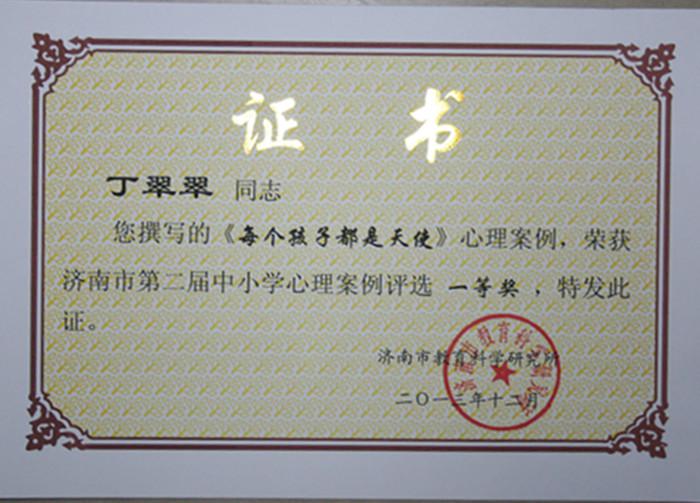 证书
丁翠翠 同志
您撰写的《每个孩子都是天使》心理案例，荣获
济南市第二届中小学心理案例评选 一等奖 ，特发此
证。
济南市教育科学研究所
二〇一三年十二月